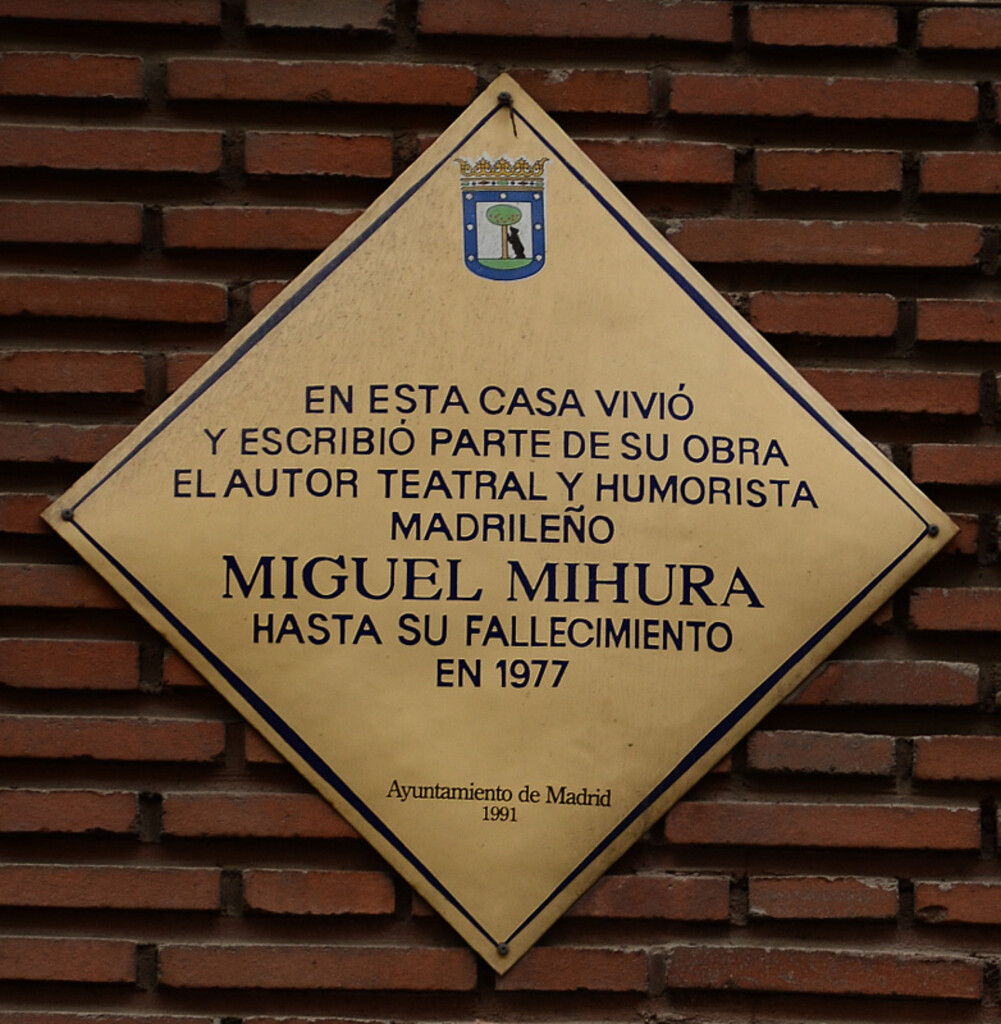 EN ESTA CASA VIVIÓ
Y ESCRIBIÓ PARTE DE SU OBRA
EL AUTOR TEATRAL Y HUMORISTA
MADRILEÑO
MIGUEL MIHURA
HASTA SU FALLECIMIENTO
EN 1977
Ayuntamiento de Madrid
1991